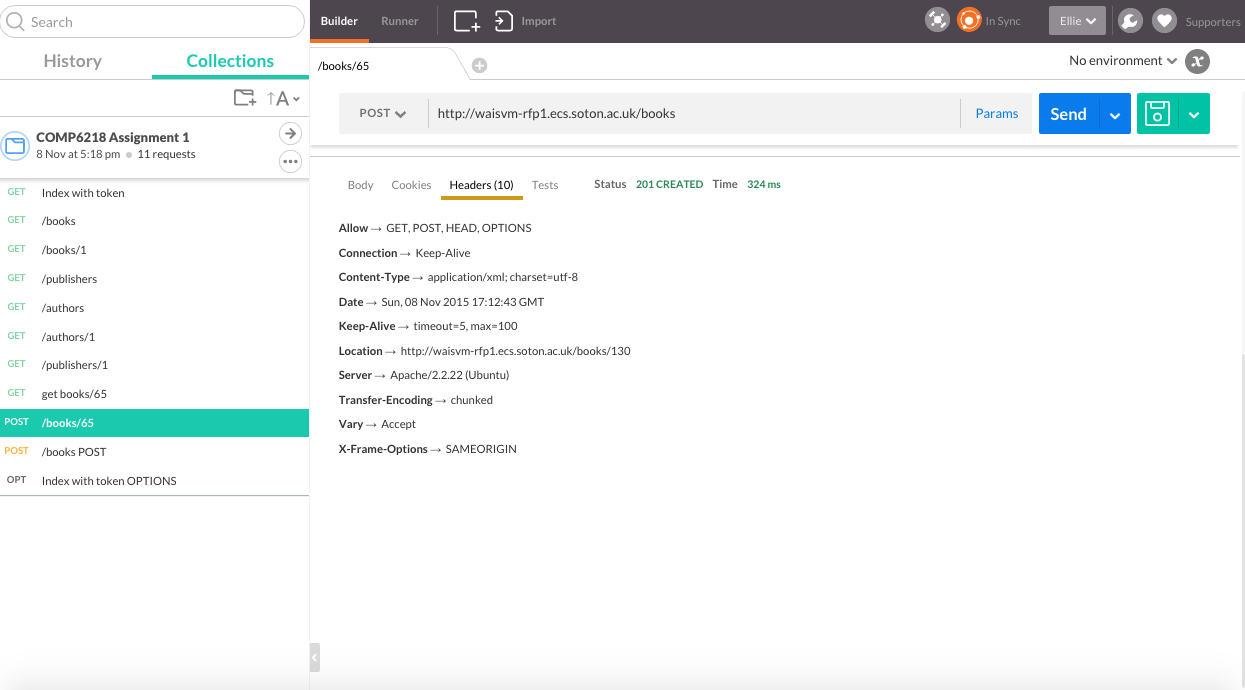 Search
History
Collections
↑A
COMP6218 Assignment 1
8 Nov at 5:18 pm 11 requests
GET Index with token
GET /books
GET /books/1
GET /publishers
GET /authors
GET /authors/1
GET /publishers/1
GET get books/65
POST /books/65
POST /books POST
OPT Index with token OPTIONS
Builder Runner Import In Sync Ellie Supporters
/books/65 No environment x
POST http://waisvm-rfp1.ecs.soton.ac.uk/books Params Send
Body Cookies Headers (10) Tests Status 201 CREATED Time 324 ms
Allow → GET, POST, HEAD, OPTIONS
Connection → Keep-Alive
Content-Type → application/xml; charset=utf-8
Date → Sun, 08 Nov 2015 17:12:43 GMT
Keep-Alive → timeout=5, max=100
Location → http://waisvm-rfp1.ecs.soton.ac.uk/books/130
Server → Apache/2.2.22 (Ubuntu)
Transfer-Encoding → chunked
Vary → Accept
X-Frame-Options → SAMEORIGIN